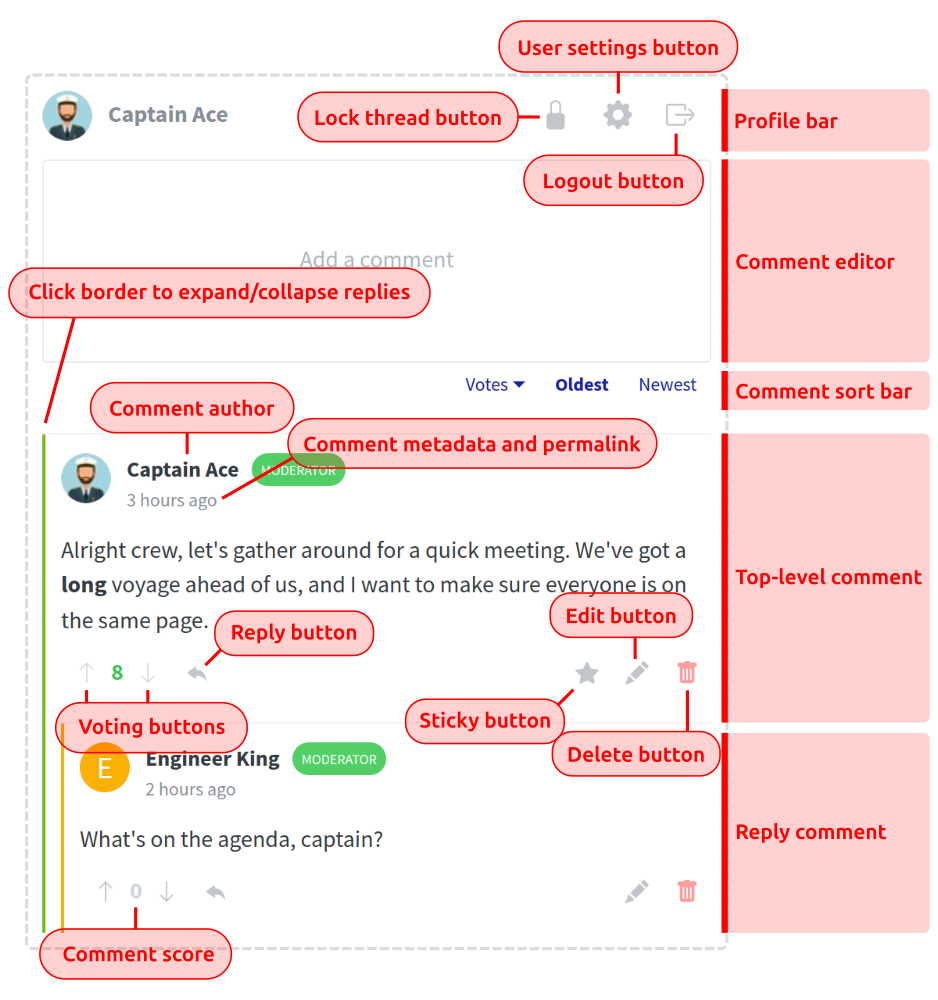 User settings button
Captain Ace
Lock thread button
Profile bar
Logout button
Add a comment
Comment editor
Click border to expand/collapse replies
Votes Oldest Newest
Comment sort bar
Comment author
Comment metadata and permalink
Captain Ace MODERATOR
3 hours ago
Alright crew, let's gather around for a quick meeting. We've got a
long voyage ahead of us, and I want to make sure everyone is on
the same page.
Top-level comment
Edit button
Reply button
8
Sticky button
Voting buttons
Delete button
E
Engineer King MODERATOR
2 hours ago
What's on the agenda, captain?
Reply comment
0
Comment score